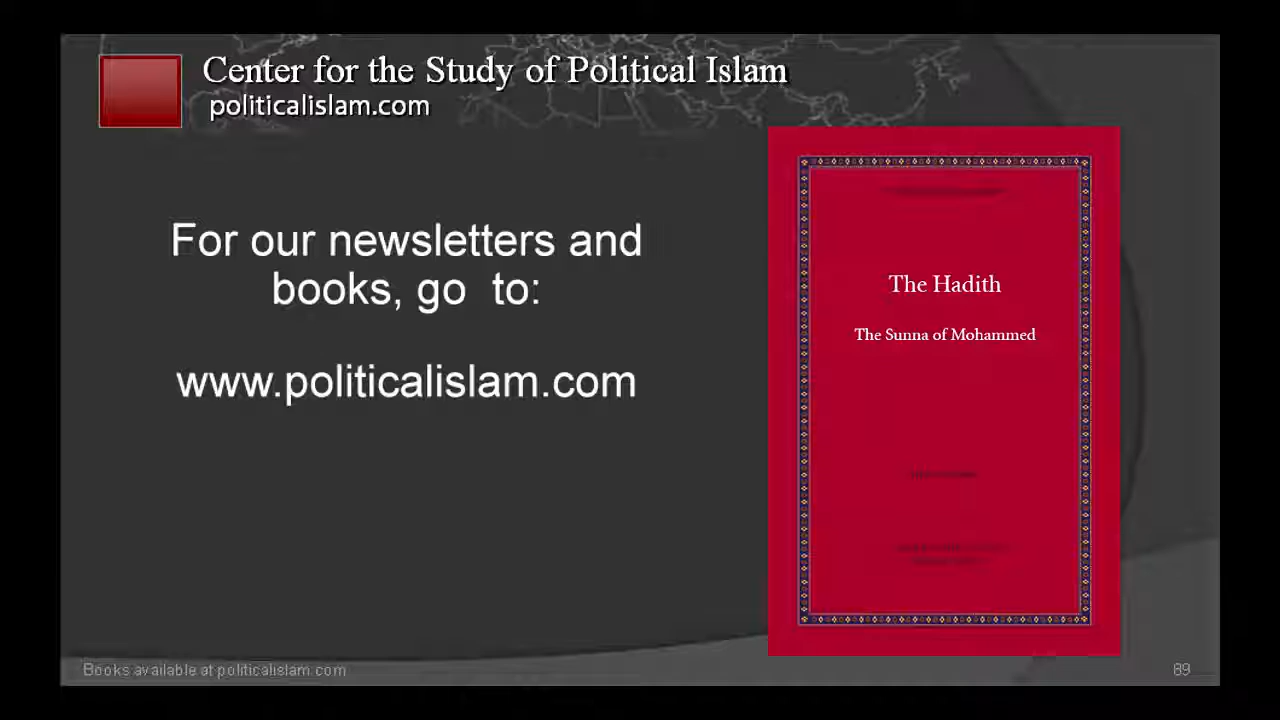 Center for the Study of Political Islam
politicalislam.com
For our newsletters and
books, go to:
www.politicalislam.com
The Hadith
The Sunna of Mohammed
Books available at politicalislam.com
89